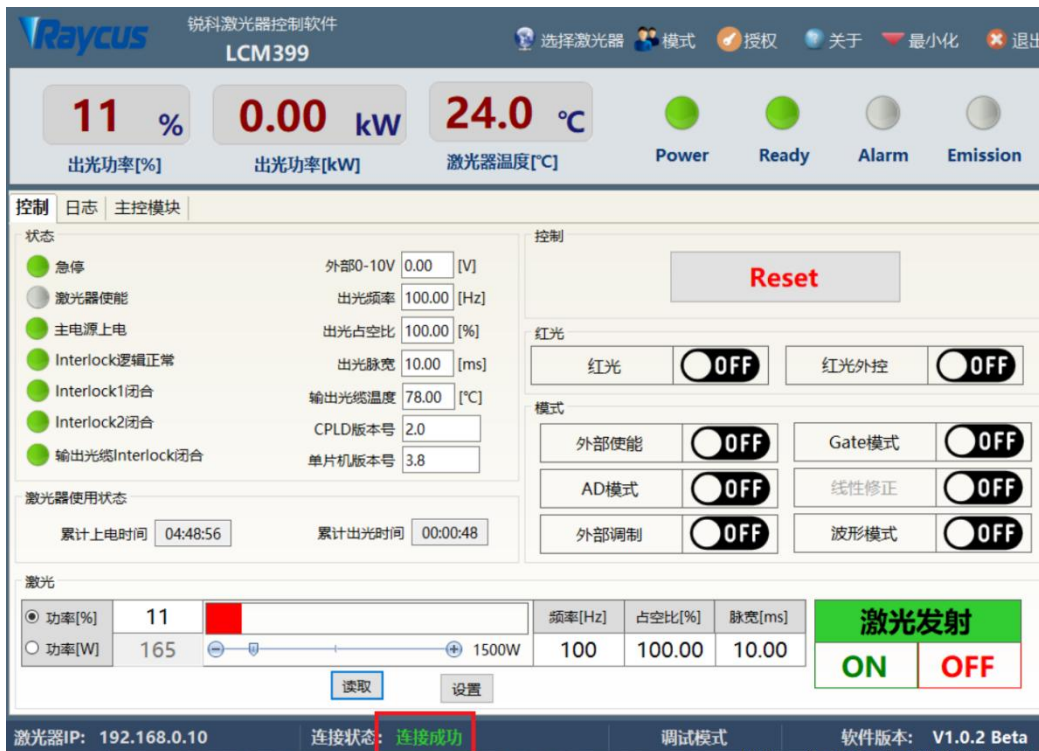 Raycus
锐科激光器控制软件
LCM399
选择激光器 模式 授权 关于 最小化 退出
11 %
出光功率[%]
0.00 kW
出光功率[kW]
24.0 ℃
激光器温度[℃]
Power Ready Alarm Emission
控制 日志 主控模块
状态
急停
激光器使能
主电源上电
Interlock逻辑正常
Interlock1闭合
Interlock2闭合
输出光缆Interlock闭合
外部0-10V 0.00 [V]
出光频率 100.00 [Hz]
出光占空比 100.00 [%]
出光脉宽 10.00 [ms]
输出光缆温度 78.00 [℃]
CPLD版本号 2.0
单片机版本号 3.8
激光器使用状态
累计上电时间 04:48:56 累计出光时间 00:00:48
控制
Reset
红光
红光 OFF 红光外控 OFF
模式
外部使能 OFF Gate模式 OFF
AD模式 OFF 线性修正 OFF
外部调制 OFF 波形模式 OFF
激光
功率[%] 11
功率[W] 165
1500W
读取 设置
频率[Hz] 占空比[%] 脉宽[ms]
100 100.00 10.00
激光发射
ON OFF
激光器IP: 192.168.0.10 连接状态: 连接成功 调试模式 软件版本: V1.0.2 Beta